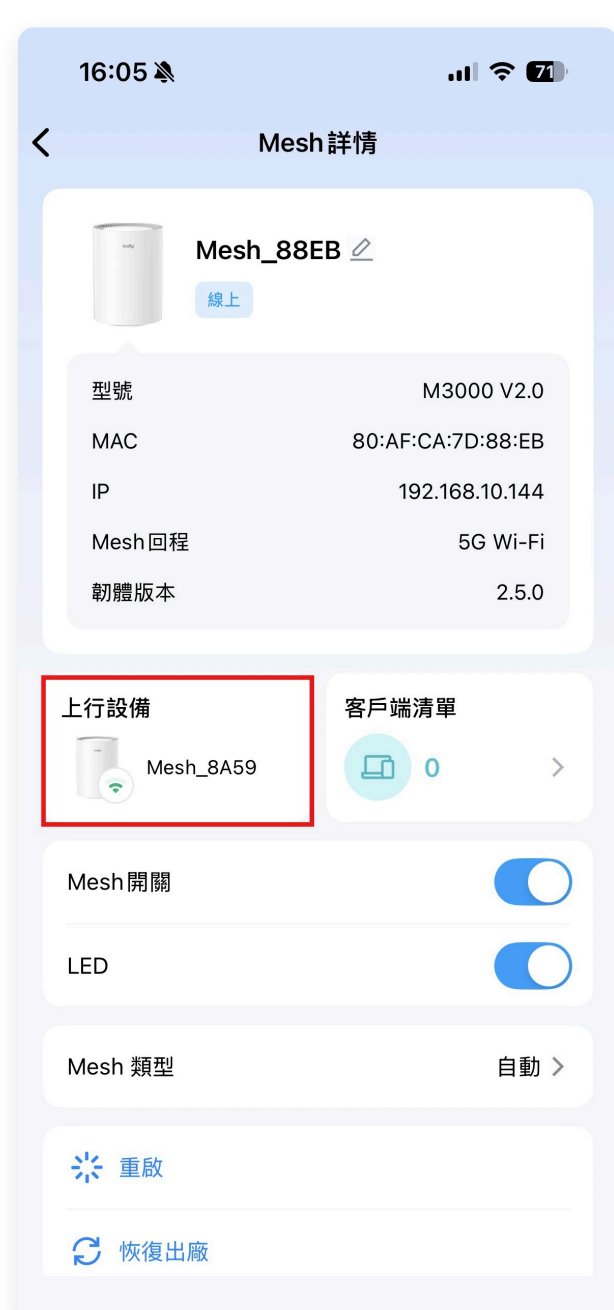 16:05
71
Mesh詳情
cudy
Mesh_88EB
線上
型號 M3000 V2.0
MAC 80:AF:CA:7D:88:EB
IP 192.168.10.144
Mesh回程 5G Wi-Fi
韌體版本 2.5.0
上行設備
Mesh_8A59
客戶端清單
0
Mesh開關
LED
Mesh 類型 自動
重啟
恢復出廠